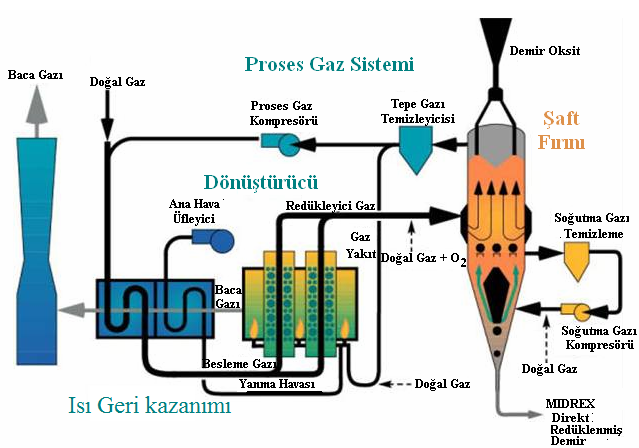 Proses Gaz Sistemi
Demir Oksit
Baca Gazı
Doğal Gaz
Proses Gaz
Kompresörü
Tepe Gazı
Temizleyicisi
Şaft
Fırını
Dönüştürücü
Ana Hava
Üfleyici
Redükleyici Gaz
Gaz
Yakıt
Doğal Gaz + O2
Soğutma Gazı
Temizleme
Baca
Gazı
Soğutma Gazı
Kompresörü
Doğal Gaz
Besleme Gazı
Yanma Havası
Doğal Gaz
Isı Geri kazanımı
MIDREX
Direkt
Redüklenmiş
Demir